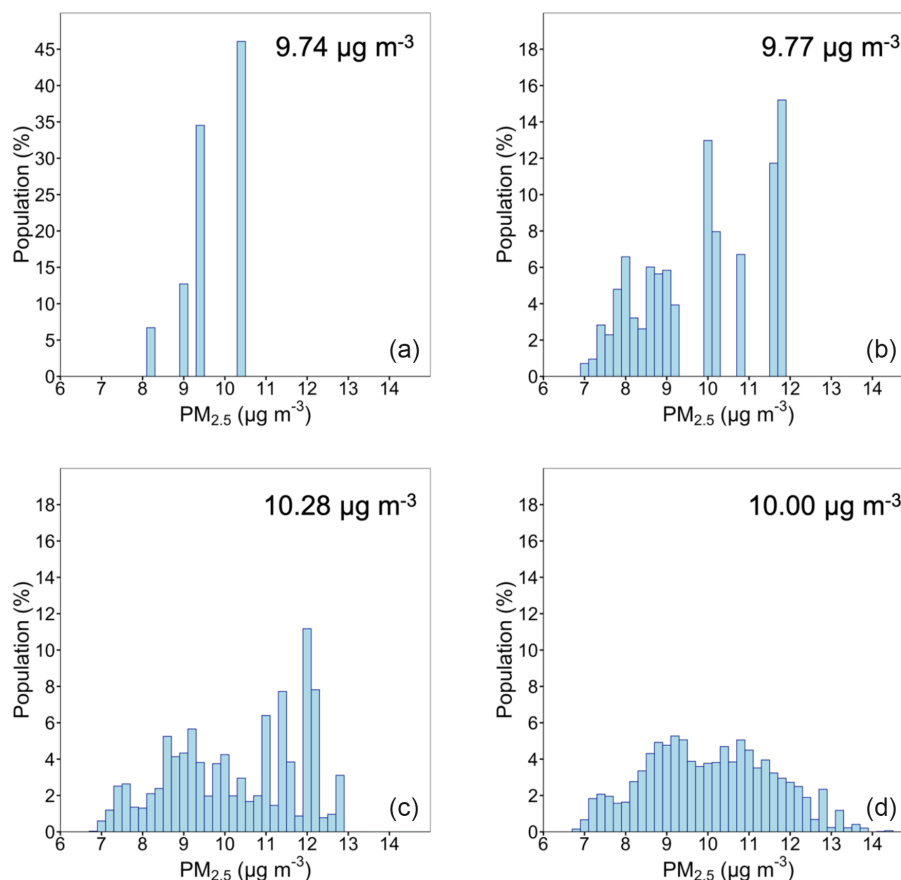 9.74 µg m-3
Population (%)
45
40
35
30
25
20
15
10
5
0
(a)
6 7 8 9 10 11 12 13 14
PM2.5 (µg m-3)
9.77 µg m-3
Population (%)
18
16
14
12
10
8
6
4
2
0
(b)
6 7 8 9 10 11 12 13 14
PM2.5 (µg m-3)
10.28 µg m-3
Population (%)
18
16
14
12
10
8
6
4
2
0
(c)
6 7 8 9 10 11 12 13 14
PM2.5 (µg m-3)
10.00 µg m-3
Population (%)
18
16
14
12
10
8
6
4
2
0
(d)
6 7 8 9 10 11 12 13 14
PM2.5 (µg m-3)